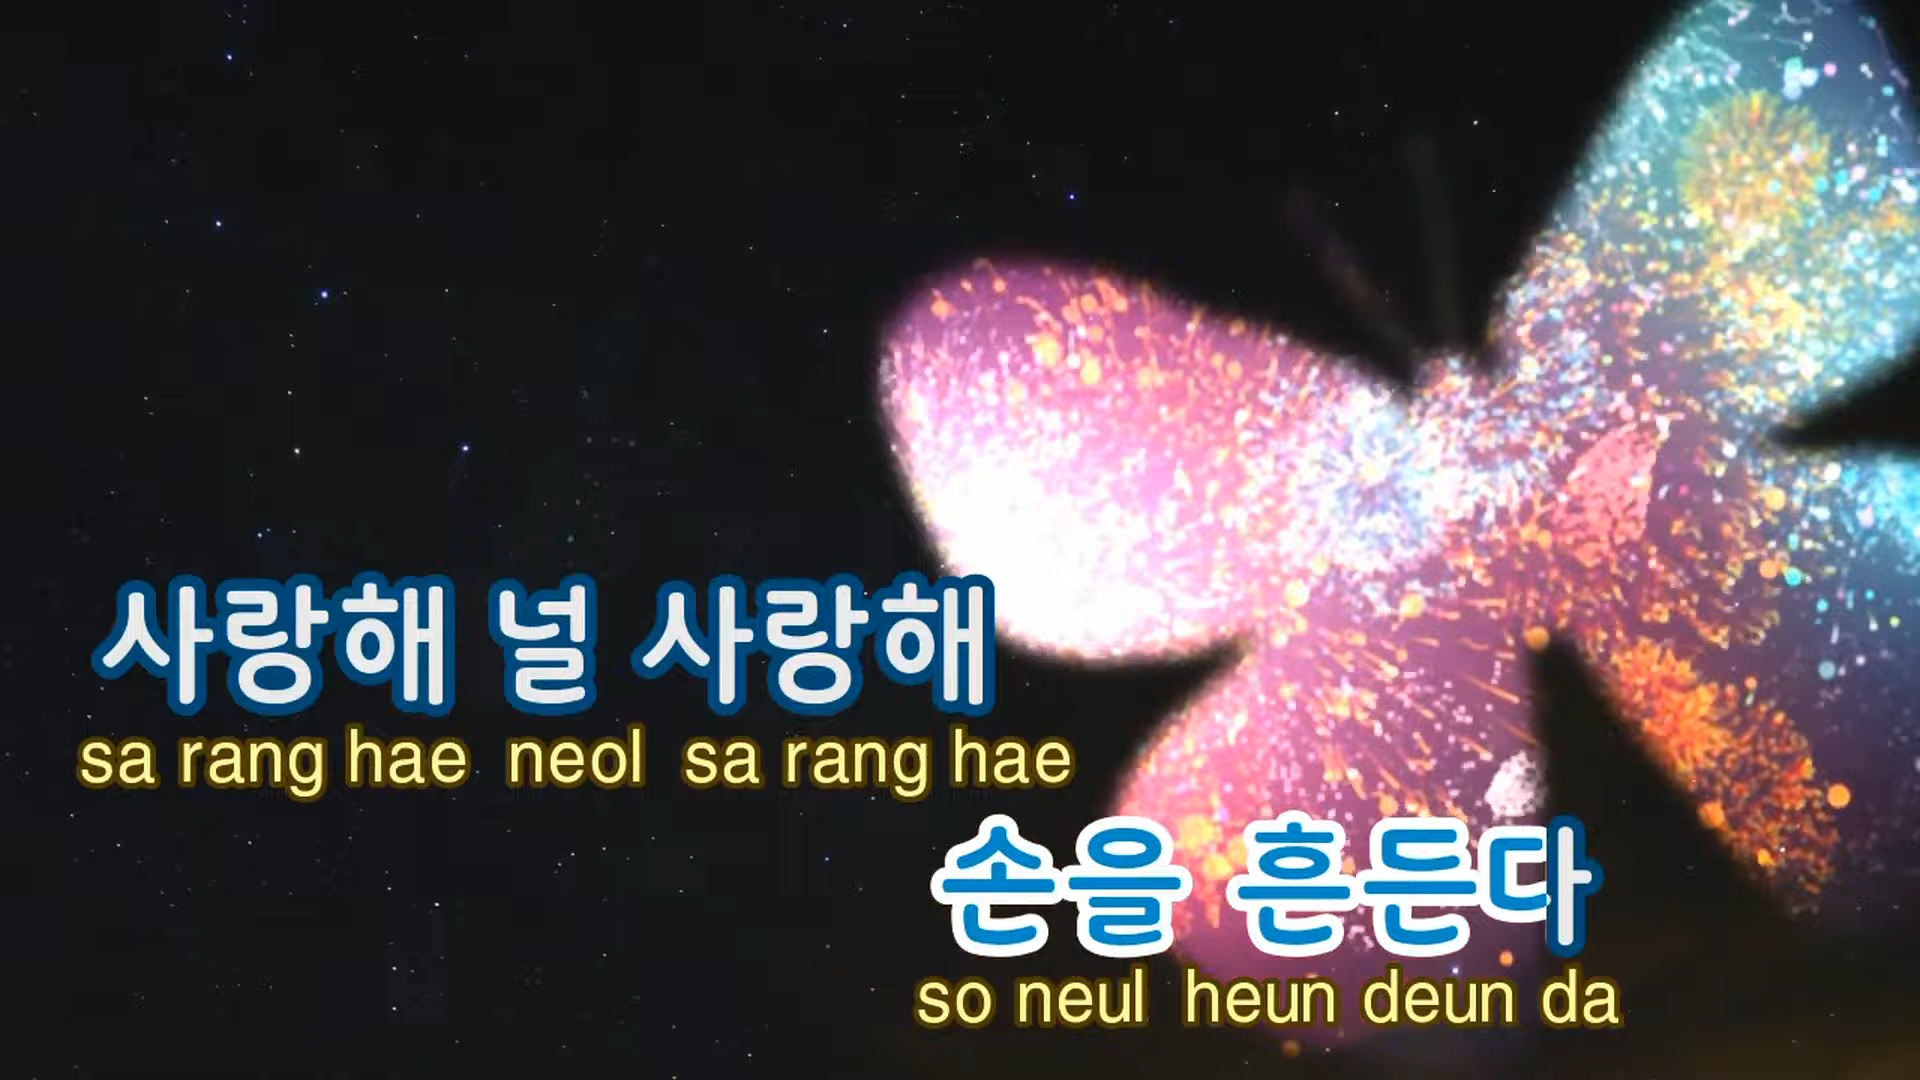 사랑해 널 사랑해
sa rang hae neol sa rang hae
손을 흔든다
so neul heun deun da